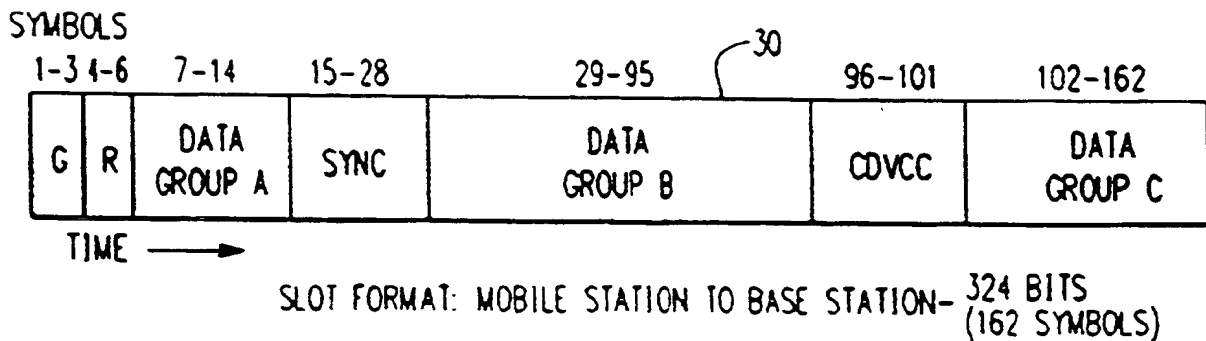 SYMBOLS
30
1-3 4-6 7-14 15-28 29-95 96-101 102-162
G R DATA GROUP A SYNC DATA GROUP B CDVCC DATA GROUP C
TIME
SLOT FORMAT: MOBILE STATION TO BASE STATION- 324 BITS
(162 SYMBOLS)